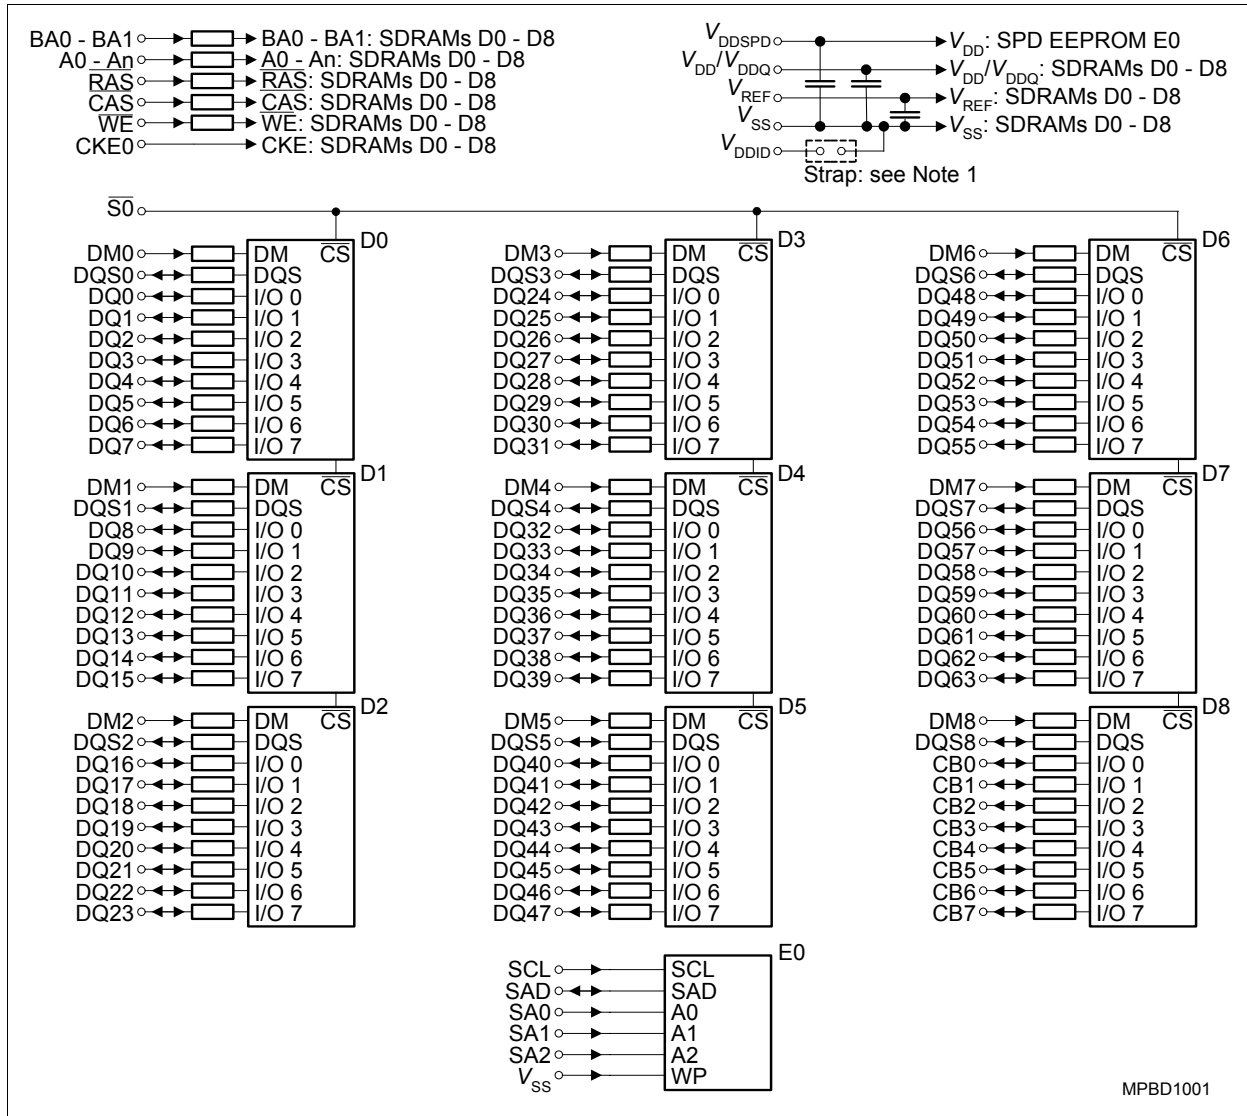 BA0 - BA1 BA0 - BA1: SDRAMs D0 - D8
A0 - An A0 - An: SDRAMs D0 - D8
RAS RAS: SDRAMs D0 - D8
CAS CAS: SDRAMs D0 - D8
WE WE: SDRAMs D0 - D8
CKE0 CKE: SDRAMs D0 - D8
VDDSPD VDD: SPD EEPROM E0
VDD/VDDQ VDD/VDDQ: SDRAMs D0 - D8
VREF VREF: SDRAMs D0 - D8
VSS VSS: SDRAMs D0 - D8
VDDID
Strap: see Note 1
S0
D0
DM0 DM CS
DQS0 DQS
DQ0 I/O 0
DQ1 I/O 1
DQ2 I/O 2
DQ3 I/O 3
DQ4 I/O 4
DQ5 I/O 5
DQ6 I/O 6
DQ7 I/O 7
D1
DM1 DM CS
DQS1 DQS
DQ8 I/O 0
DQ9 I/O 1
DQ10 I/O 2
DQ11 I/O 3
DQ12 I/O 4
DQ13 I/O 5
DQ14 I/O 6
DQ15 I/O 7
D2
DM2 DM CS
DQS2 DQS
DQ16 I/O 0
DQ17 I/O 1
DQ18 I/O 2
DQ19 I/O 3
DQ20 I/O 4
DQ21 I/O 5
DQ22 I/O 6
DQ23 I/O 7
D3
DM3 DM CS
DQS3 DQS
DQ24 I/O 0
DQ25 I/O 1
DQ26 I/O 2
DQ27 I/O 3
DQ28 I/O 4
DQ29 I/O 5
DQ30 I/O 6
DQ31 I/O 7
D4
DM4 DM CS
DQS4 DQS
DQ32 I/O 0
DQ33 I/O 1
DQ34 I/O 2
DQ35 I/O 3
DQ36 I/O 4
DQ37 I/O 5
DQ38 I/O 6
DQ39 I/O 7
D5
DM5 DM CS
DQS5 DQS
DQ40 I/O 0
DQ41 I/O 1
DQ42 I/O 2
DQ43 I/O 3
DQ44 I/O 4
DQ45 I/O 5
DQ46 I/O 6
DQ47 I/O 7
D6
DM6 DM CS
DQS6 DQS
DQ48 I/O 0
DQ49 I/O 1
DQ50 I/O 2
DQ51 I/O 3
DQ52 I/O 4
DQ53 I/O 5
DQ54 I/O 6
DQ55 I/O 7
D7
DM7 DM CS
DQS7 DQS
DQ56 I/O 0
DQ57 I/O 1
DQ58 I/O 2
DQ59 I/O 3
DQ60 I/O 4
DQ61 I/O 5
DQ62 I/O 6
DQ63 I/O 7
D8
DM8 DM CS
DQS8 DQS
CB0 I/O 0
CB1 I/O 1
CB2 I/O 2
CB3 I/O 3
CB4 I/O 4
CB5 I/O 5
CB6 I/O 6
CB7 I/O 7
E0
SCL SCL
SAD SAD
SA0 A0
SA1 A1
SA2 A2
VSS WP
MPBD1001